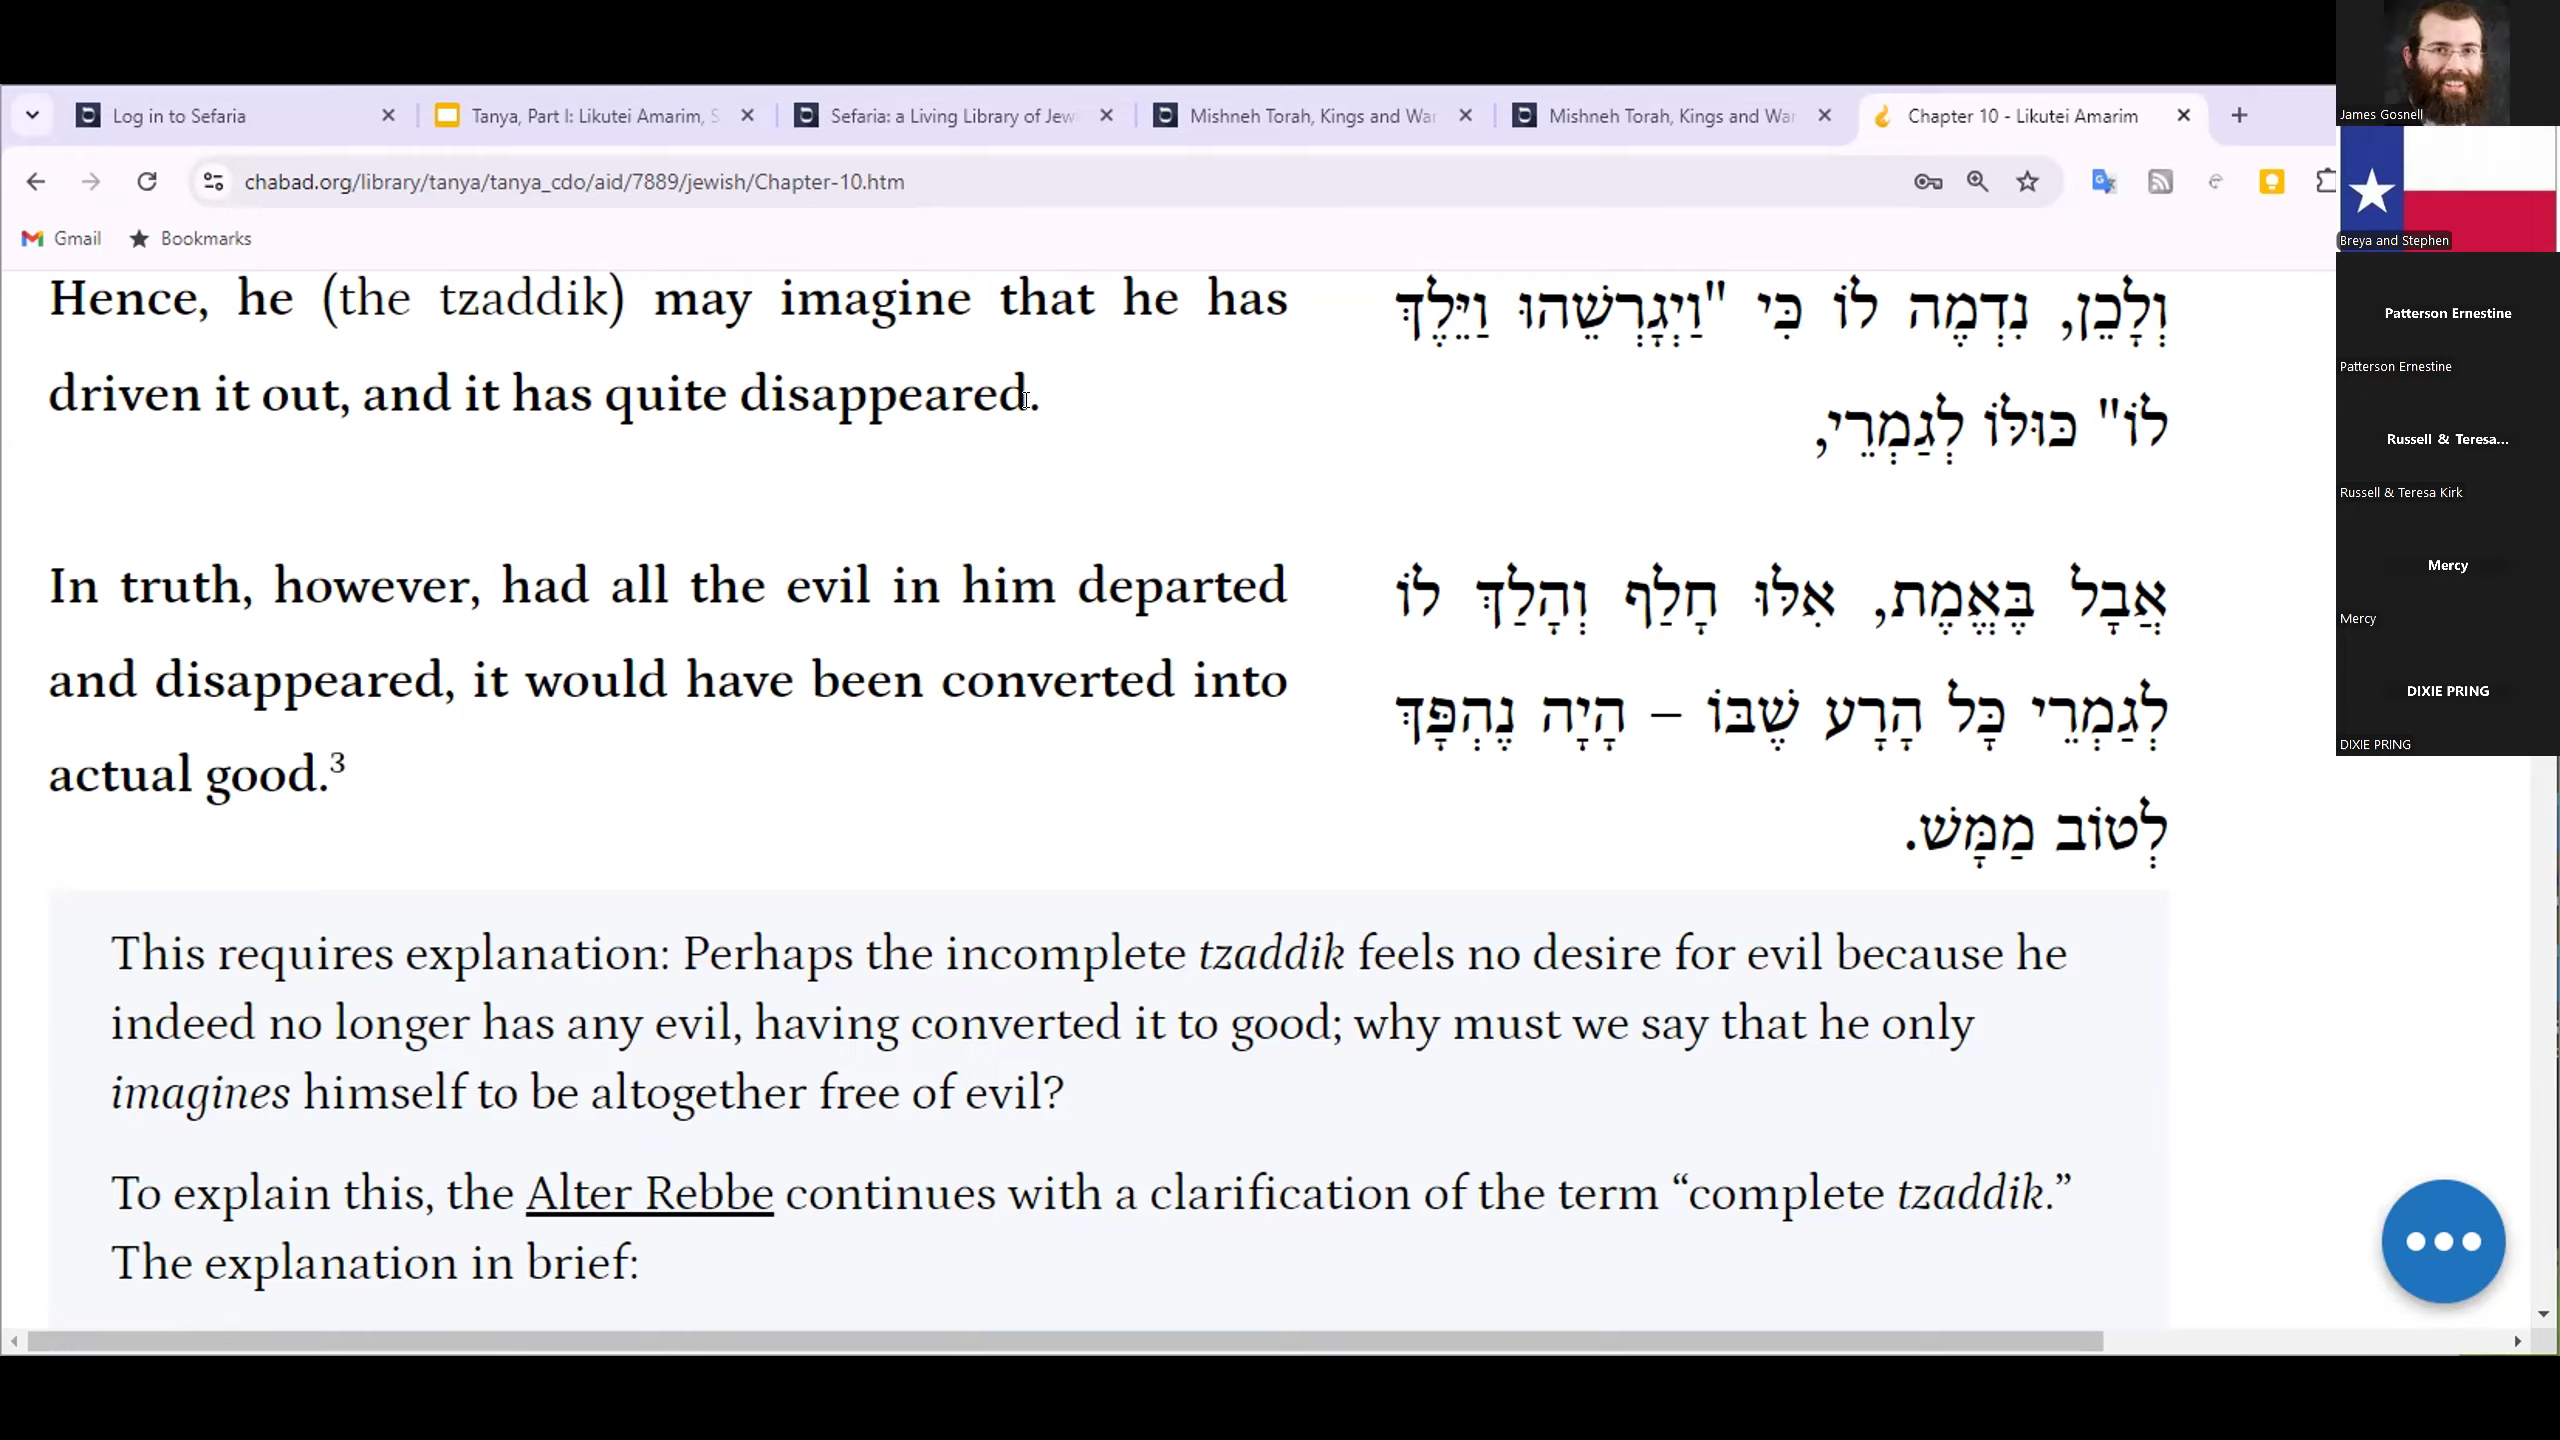 Log in to Sefaria
Tanya, Part I: Likutei Amarim, S
Sefaria: a Living Library of Jew
Mishneh Torah, Kings and War
Mishneh Torah, Kings and War
Chapter 10 - Likutei Amarim
chabad.org/library/tanya/tanya_cdo/aid/7889/jewish/Chapter-10.htm
Gmail
Bookmarks
Hence, he (the tzaddik) may imagine that he has
driven it out, and it has quite disappeared.
וְלָכֵן, נִדְמֶה לוֹ כִּי "וַיְגָרְשֵׁהוּ וַיֵּלֶךְ
לוֹ" כּוּלּוֹ לְגַמְרֵי,
In truth, however, had all the evil in him departed
and disappeared, it would have been converted into
actual good.³
אֲבָל בֶּאֱמֶת, אִלּוּ חָלַף וְהָלַךְ לוֹ
לְגַמְרֵי כָּל הָרָע שֶׁבּוֹ – הָיָה נֶהְפָּךְ
לְטוֹב מַמָּשׁ.
This requires explanation: Perhaps the incomplete tzaddik feels no desire for evil because he
indeed no longer has any evil, having converted it to good; why must we say that he only
imagines himself to be altogether free of evil?
To explain this, the Alter Rebbe continues with a clarification of the term “complete tzaddik.”
The explanation in brief:
James Gosnell
Breya and Stephen
Patterson Ernestine
Patterson Ernestine
Russell & Teresa...
Russell & Teresa Kirk
Mercy
Mercy
DIXIE PRING
DIXIE PRING